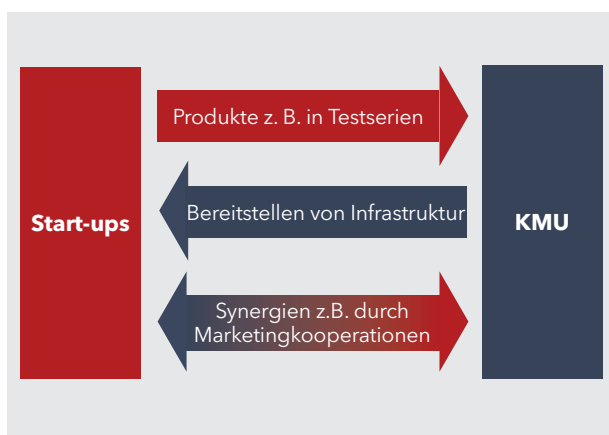 Produkte z. B. in Testserien
Start-ups
Bereitstellen von Infrastruktur
KMU
Synergien z.B. durch
Marketingkooperationen